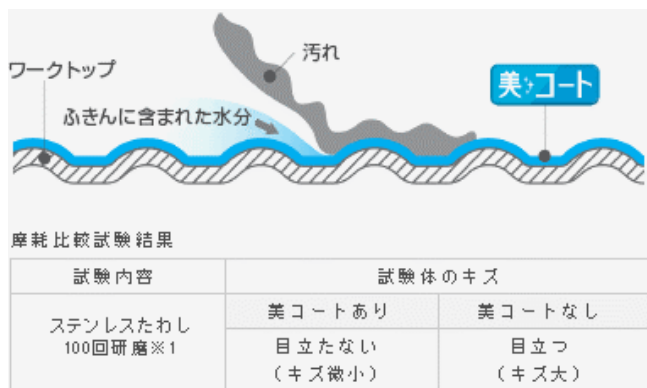 汚れ
ワークトップ
美コート
ふきんに含まれた水分
摩耗比較試験結果
試験内容
試験体のキズ
ステンレスたわし
100回研磨※1
美コートあり
美コートなし
目立たない
(キズ微小)
目立つ
(キズ大)